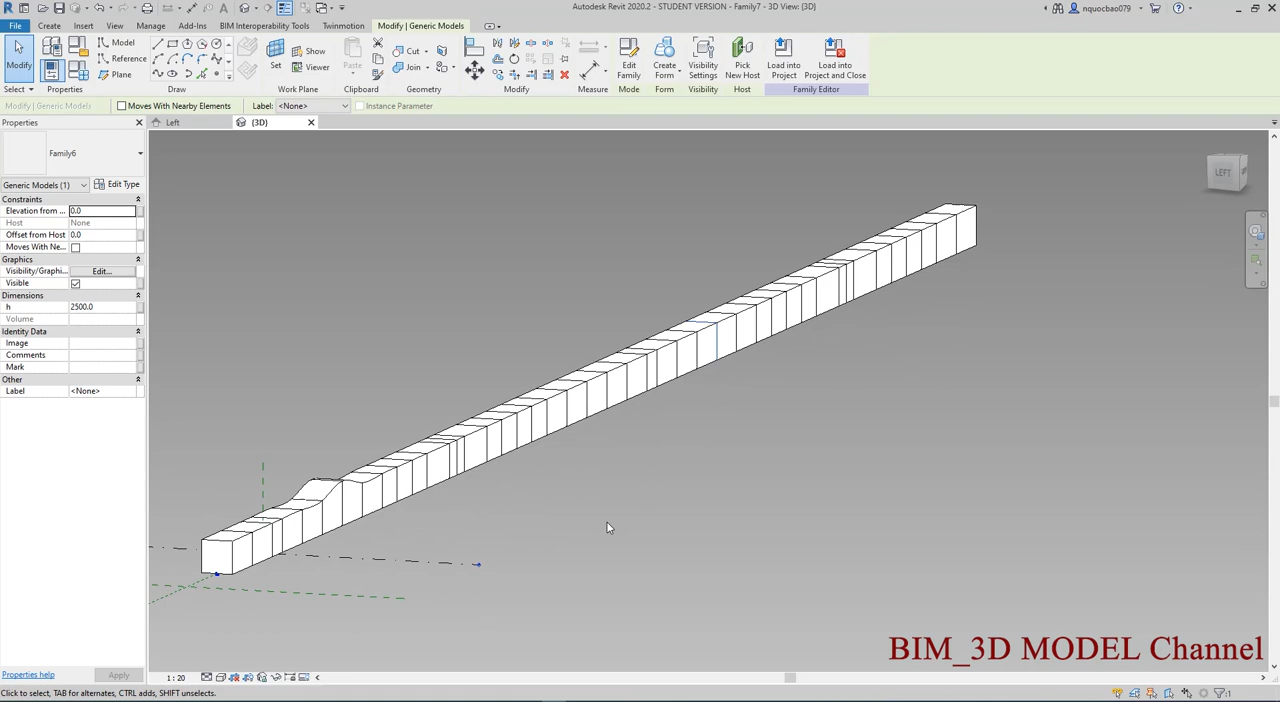 Autodesk Revit 2020.2 - STUDENT VERSION - Family7 - 3D View: {3D}
nquocbao079
File Create Insert View Manage Add-Ins BIM Interoperability Tools Twinmotion Modify | Generic Models
Modify Model Reference Plane Set Show Viewer Paste Cut Join Edit Family Create Form Visibility Settings Pick New Host Load into Project Load into Project and Close
Select Properties Draw Work Plane Clipboard Geometry Modify Measure Mode Form Visibility Host Family Editor
Modify | Generic Models Moves With Nearby Elements Label: <None> Instance Parameter
Properties Left {3D}
Family6
Generic Models (1) Edit Type
Constraints
Elevation from ... 0.0
Host None
Offset from Host 0.0
Moves With Ne...
Graphics
Visibility/Graphi... Edit...
Visible
Dimensions
h 2500.0
Volume
Identity Data
Image
Comments
Mark
Other
Label <None>
LEFT
BIM_3D MODEL Channel
Properties help Apply 1 : 20
Click to select, TAB for alternates, CTRL adds, SHIFT unselects. :1